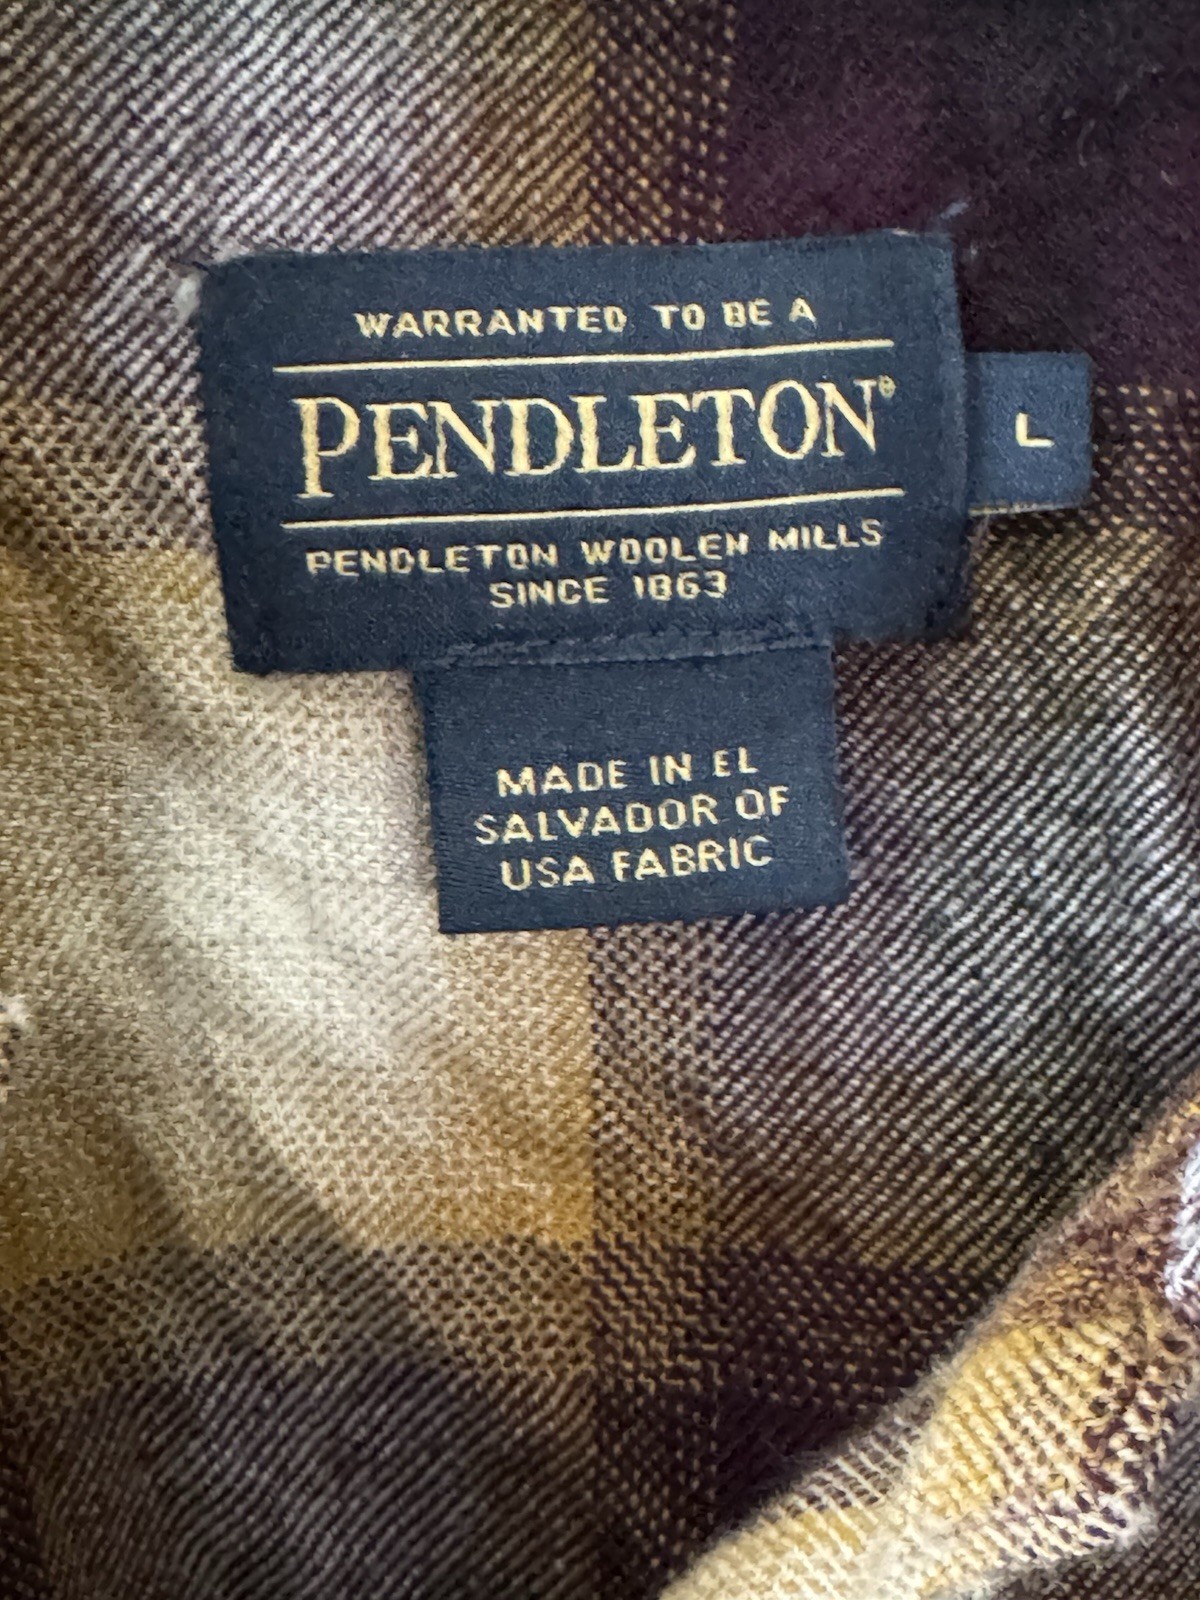 WARRANTED TO BE A
PENDLETON®
L
PENDLETON WOOLEN MILLS
SINCE 1863
MADE IN EL
SALVADOR OF
USA FABRIC